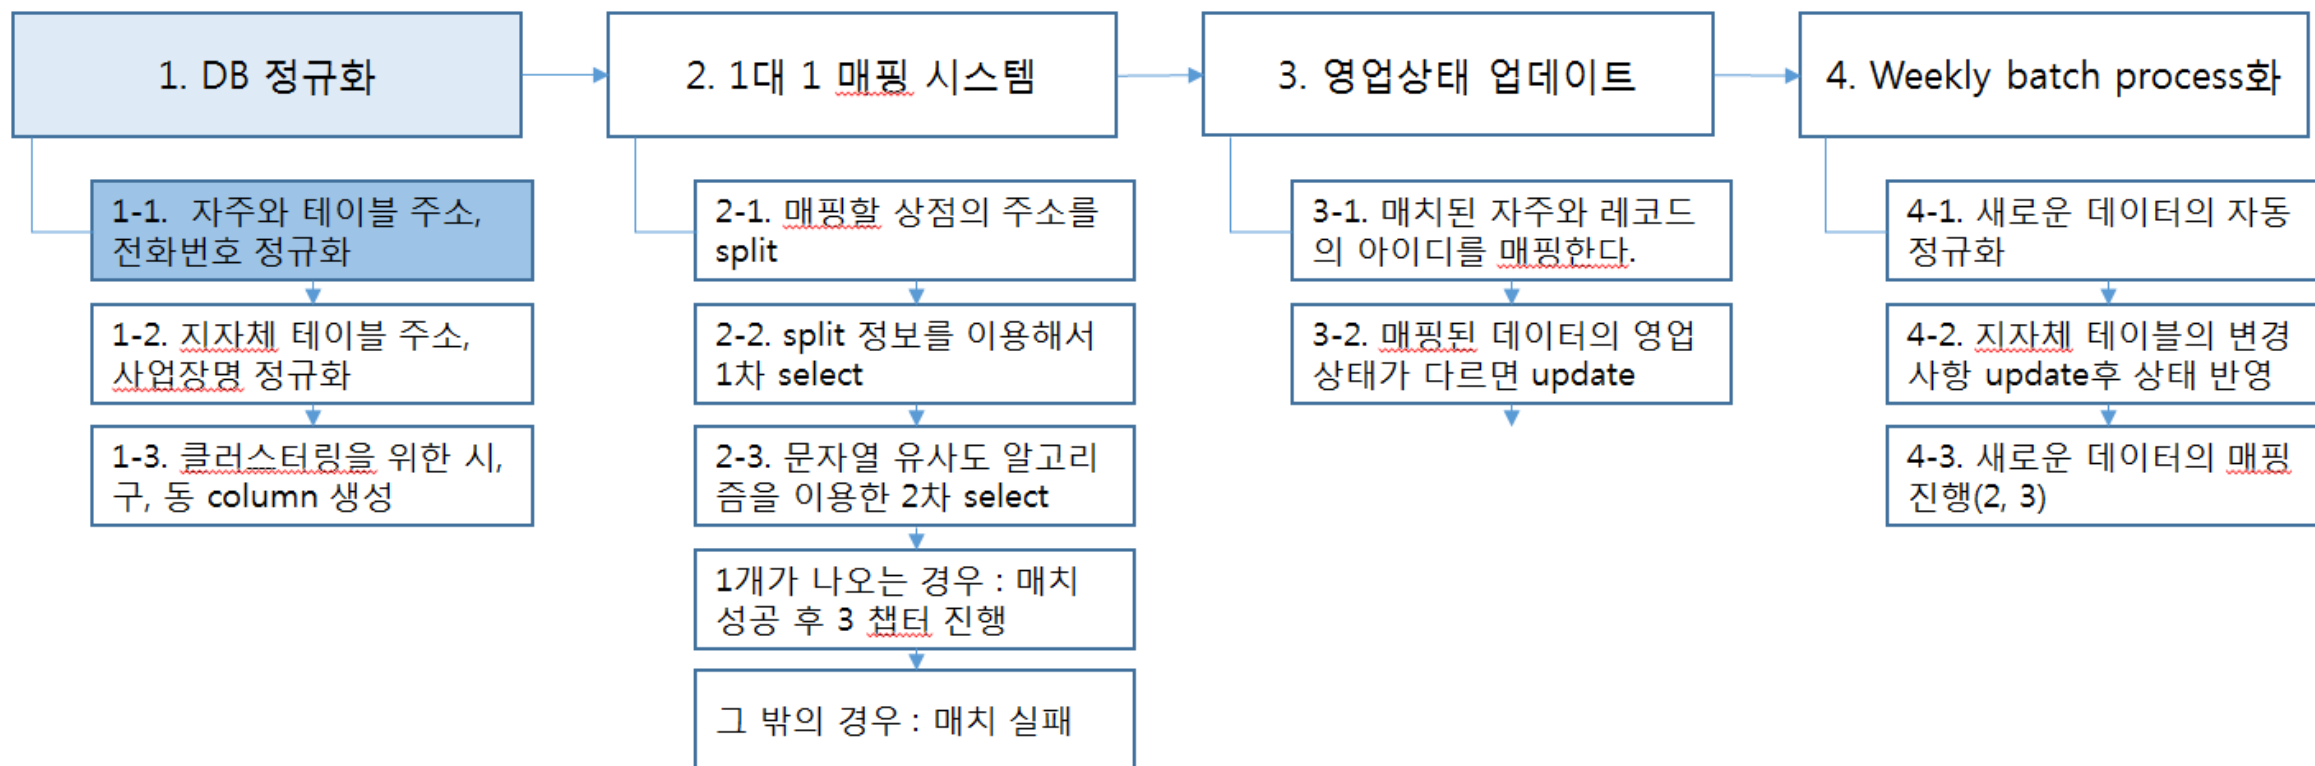 1. DB 정규화
2. 1대 1 매핑 시스템
3. 영업상태 업데이트
4. Weekly batch process화
1-1. 자주와 테이블 주소,
전화번호 정규화
1-2. 지자체 테이블 주소,
사업장명 정규화
1-3. 클러스터링을 위한 시,
구, 동 column 생성
2-1. 매핑할 상점의 주소를
split
2-2. split 정보를 이용해서
1차 select
2-3. 문자열 유사도 알고리
즘을 이용한 2차 select
1개가 나오는 경우 : 매치
성공 후 3 챕터 진행
그 밖의 경우 : 매치 실패
3-1. 매치된 자주와 레코드
의 아이디를 매핑한다.
3-2. 매핑된 데이터의 영업
상태가 다르면 update
4-1. 새로운 데이터의 자동
정규화
4-2. 지자체 테이블의 변경
사항 update후 상태 반영
4-3. 새로운 데이터의 매핑
진행(2, 3)